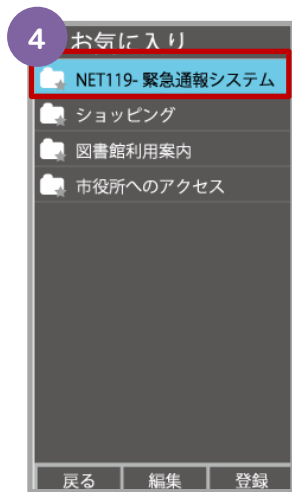 4
お気に入り
NET119- 緊急通報システム
ショッピング
図書館利用案内
市役所へのアクセス
戻る 編集 登録